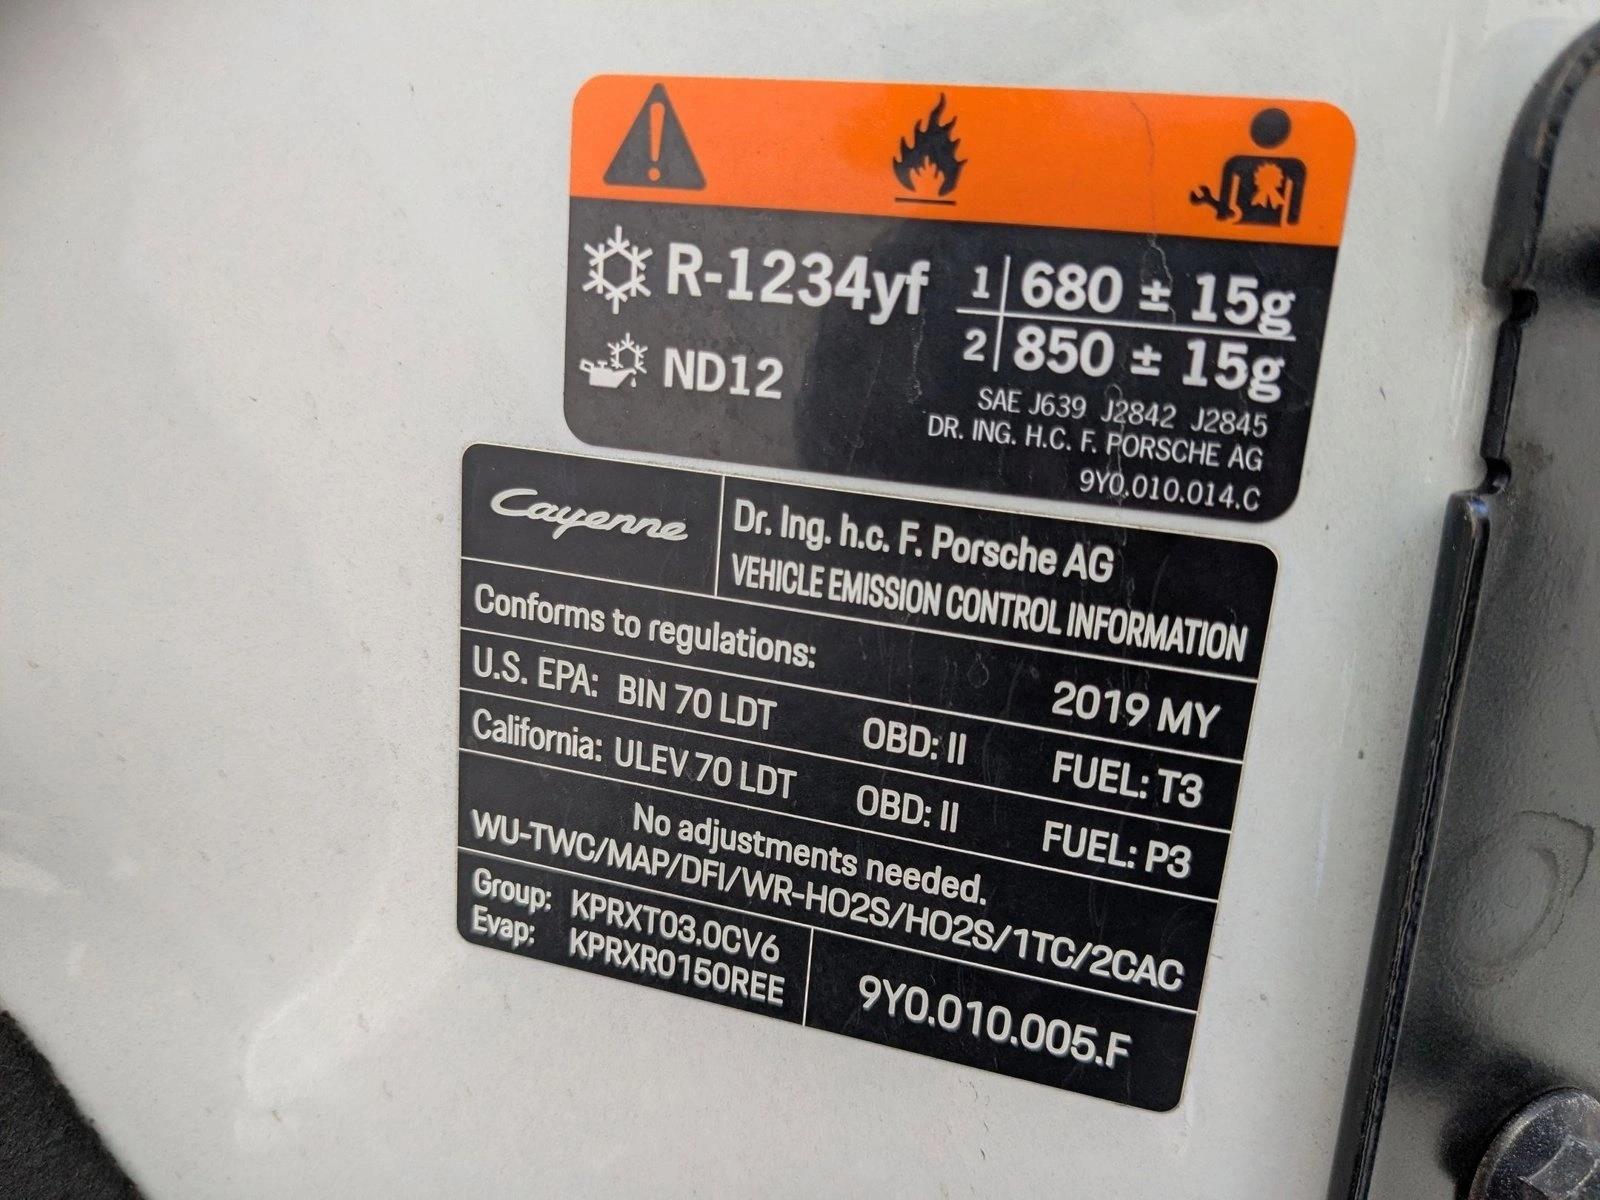 R-1234yf
1 680 ± 15g
2 850 ± 15g
ND12
SAE J639 J2842 J2845
DR. ING. H.C. F. PORSCHE AG
9Y0.010.014.C
Cayenne
Dr. Ing. h.c. F. Porsche AG
VEHICLE EMISSION CONTROL INFORMATION
Conforms to regulations: 2019 MY
U.S. EPA: BIN 70 LDT OBD: II FUEL: T3
California: ULEV 70 LDT OBD: II FUEL: P3
No adjustments needed.
WU-TWC/MAP/DFI/WR-HO2S/HO2S/1TC/2CAC
Group: KPRXT03.0CV6
Evap: KPRXR0150REE
9Y0.010.005.F